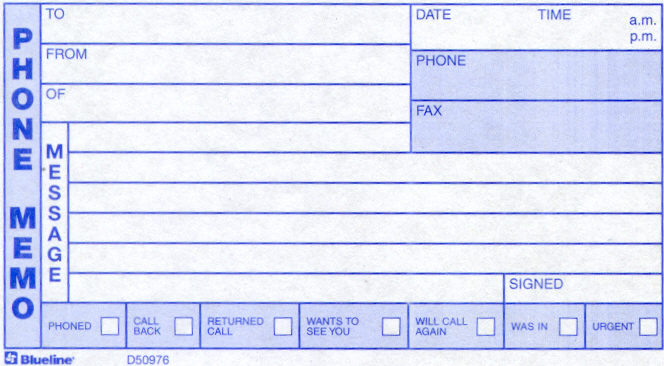 PHONE MEMO
TO
DATE TIME a.m.
p.m.
FROM
PHONE
OF
FAX
MESSAGE
SIGNED
PHONED
CALL
BACK
RETURNED
CALL
WANTS TO
SEE YOU
WILL CALL
AGAIN
WAS IN
URGENT
Blueline
D50976